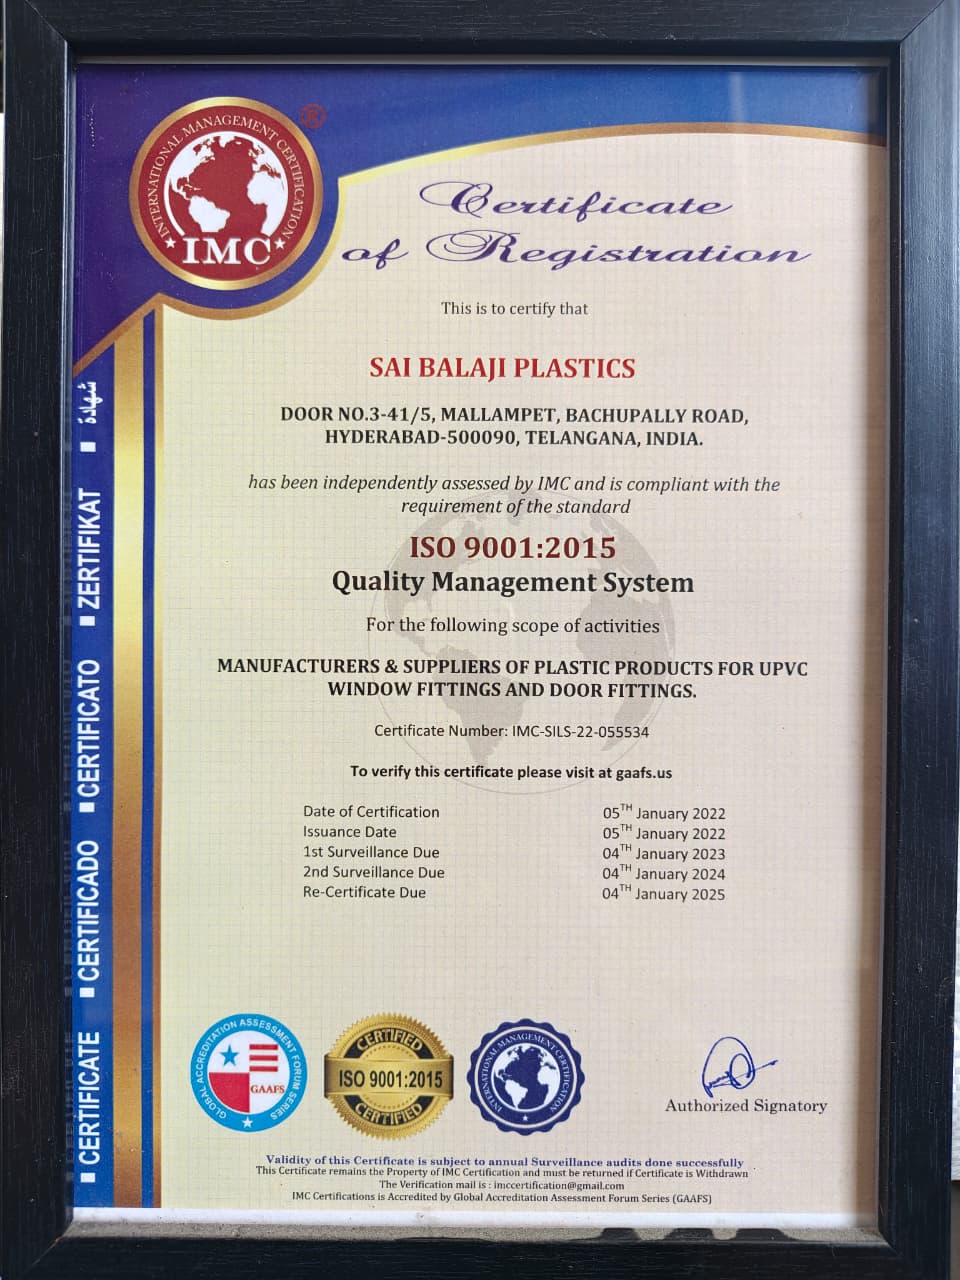 INTERNATIONAL MANAGEMENT CERTIFICATION
IMC
®
Certificate
of Registration
This is to certify that
SAI BALAJI PLASTICS
DOOR NO.3-41/5, MALLAMPET, BACHUPALLY ROAD,
HYDERABAD-500090, TELANGANA, INDIA.
has been independently assessed by IMC and is compliant with the
requirement of the standard
ISO 9001:2015
Quality Management System
For the following scope of activities
MANUFACTURERS & SUPPLIERS OF PLASTIC PRODUCTS FOR UPVC
WINDOW FITTINGS AND DOOR FITTINGS.
Certificate Number: IMC-SILS-22-055534
To verify this certificate please visit at gaafs.us
Date of Certification 05TH January 2022
Issuance Date 05TH January 2022
1st Surveillance Due 04TH January 2023
2nd Surveillance Due 04TH January 2024
Re-Certificate Due 04TH January 2025
CERTIFICATE ■ CERTIFICADO ■ CERTIFICATO ■ ZERTIFIKAT ■ شهادة
GLOBAL ACCREDITATION ASSESSMENT FORUM SERIES
GAAFS
CERTIFIED
ISO 9001:2015
CERTIFIED
INTERNATIONAL MANAGEMENT CERTIFICATION
Authorized Signatory
Validity of this Certificate is subject to annual Surveillance audits done successfully
This Certificate remains the Property of IMC Certification and must be returned if Certificate is Withdrawn
The Verification mail is : imccertification@gmail.com
IMC Certifications is Accredited by Global Accreditation Assessment Forum Series (GAAFS)